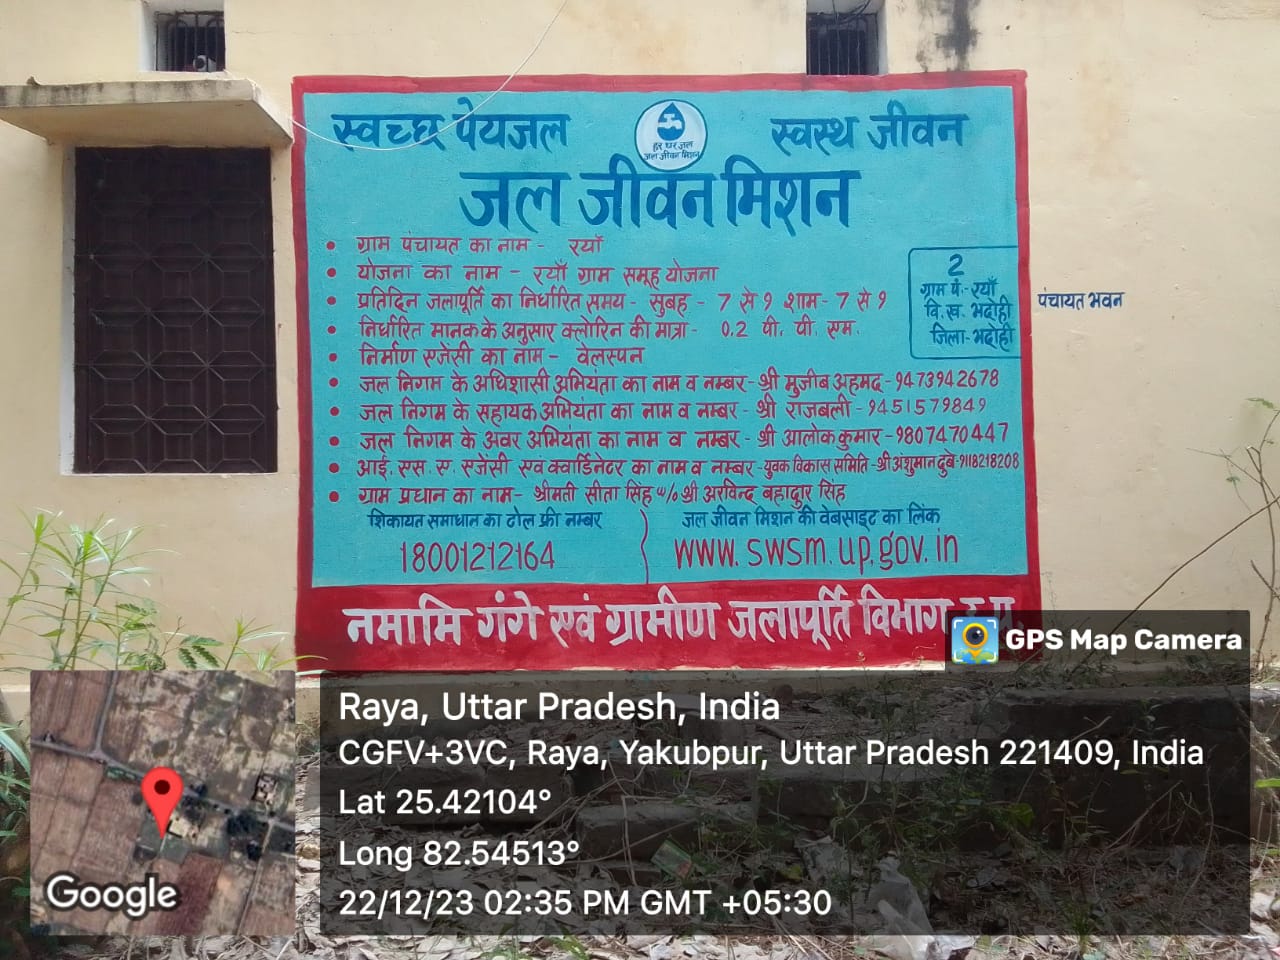 स्वच्छ पेयजल
स्वस्थ जीवन
हर घर जल
जल जीवन मिशन
जल जीवन मिशन
• ग्राम पंचायत का नाम - रयाँ
• योजना का नाम - रयाँ ग्राम समूह योजना
• प्रतिदिन जलापूर्ति का निर्धारित समय - सुबह - 7 से 9 शाम - 7 से 9
• निर्धारित मानक के अनुसार क्लोरिन की मात्रा - 0.2 पी. पी. एम.
• निर्माण एजेंसी का नाम - वेलस्पन
• जल निगम के अधिशासी अभियंता का नाम व नम्बर - श्री मुजीब अहमद - 9473942678
• जल निगम के सहायक अभियंता का नाम व नम्बर - श्री राजबली - 9451579849
• जल निगम के अवर अभियंता का नाम व नम्बर - श्री आलोक कुमार - 9807470447
• आई. एस. ए. एजेंसी एवं क्वार्डिनेटर का नाम व नम्बर - युवक विकास समिति - श्री अंशुमान दुबे - 9118218208
• ग्राम प्रधान का नाम - श्रीमती सीता सिंह w/o श्री अरविन्द बहादुर सिंह
2
ग्राम पं.- रयाँ
वि. ख. भदोही
जिला - भदोही
पंचायत भवन
शिकायत समाधान का टोल फ्री नम्बर
18001212164
जल जीवन मिशन की वेबसाइट का लिंक
www.swsm.up.gov.in
नमामि गंगे एवं ग्रामीण जलापूर्ति विभाग उ.प्र.
GPS Map Camera
Raya, Uttar Pradesh, India
CGFV+3VC, Raya, Yakubpur, Uttar Pradesh 221409, India
Lat 25.42104°
Long 82.54513°
22/12/23 02:35 PM GMT +05:30
Google